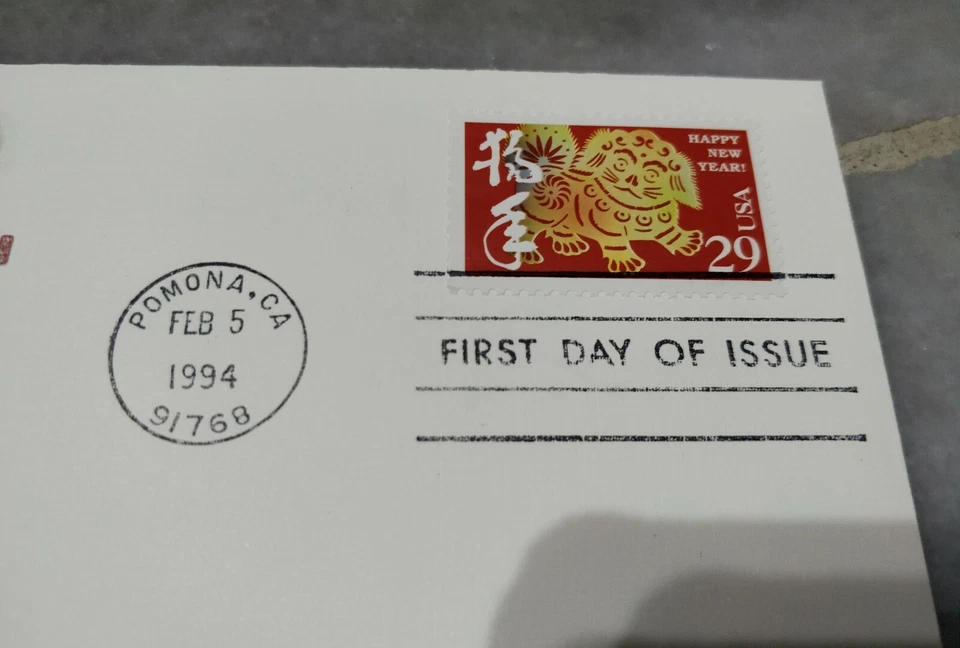 狗
年
HAPPY
NEW
YEAR!
USA
29
POMONA, CA
FEB 5
1994
91768
FIRST DAY OF ISSUE